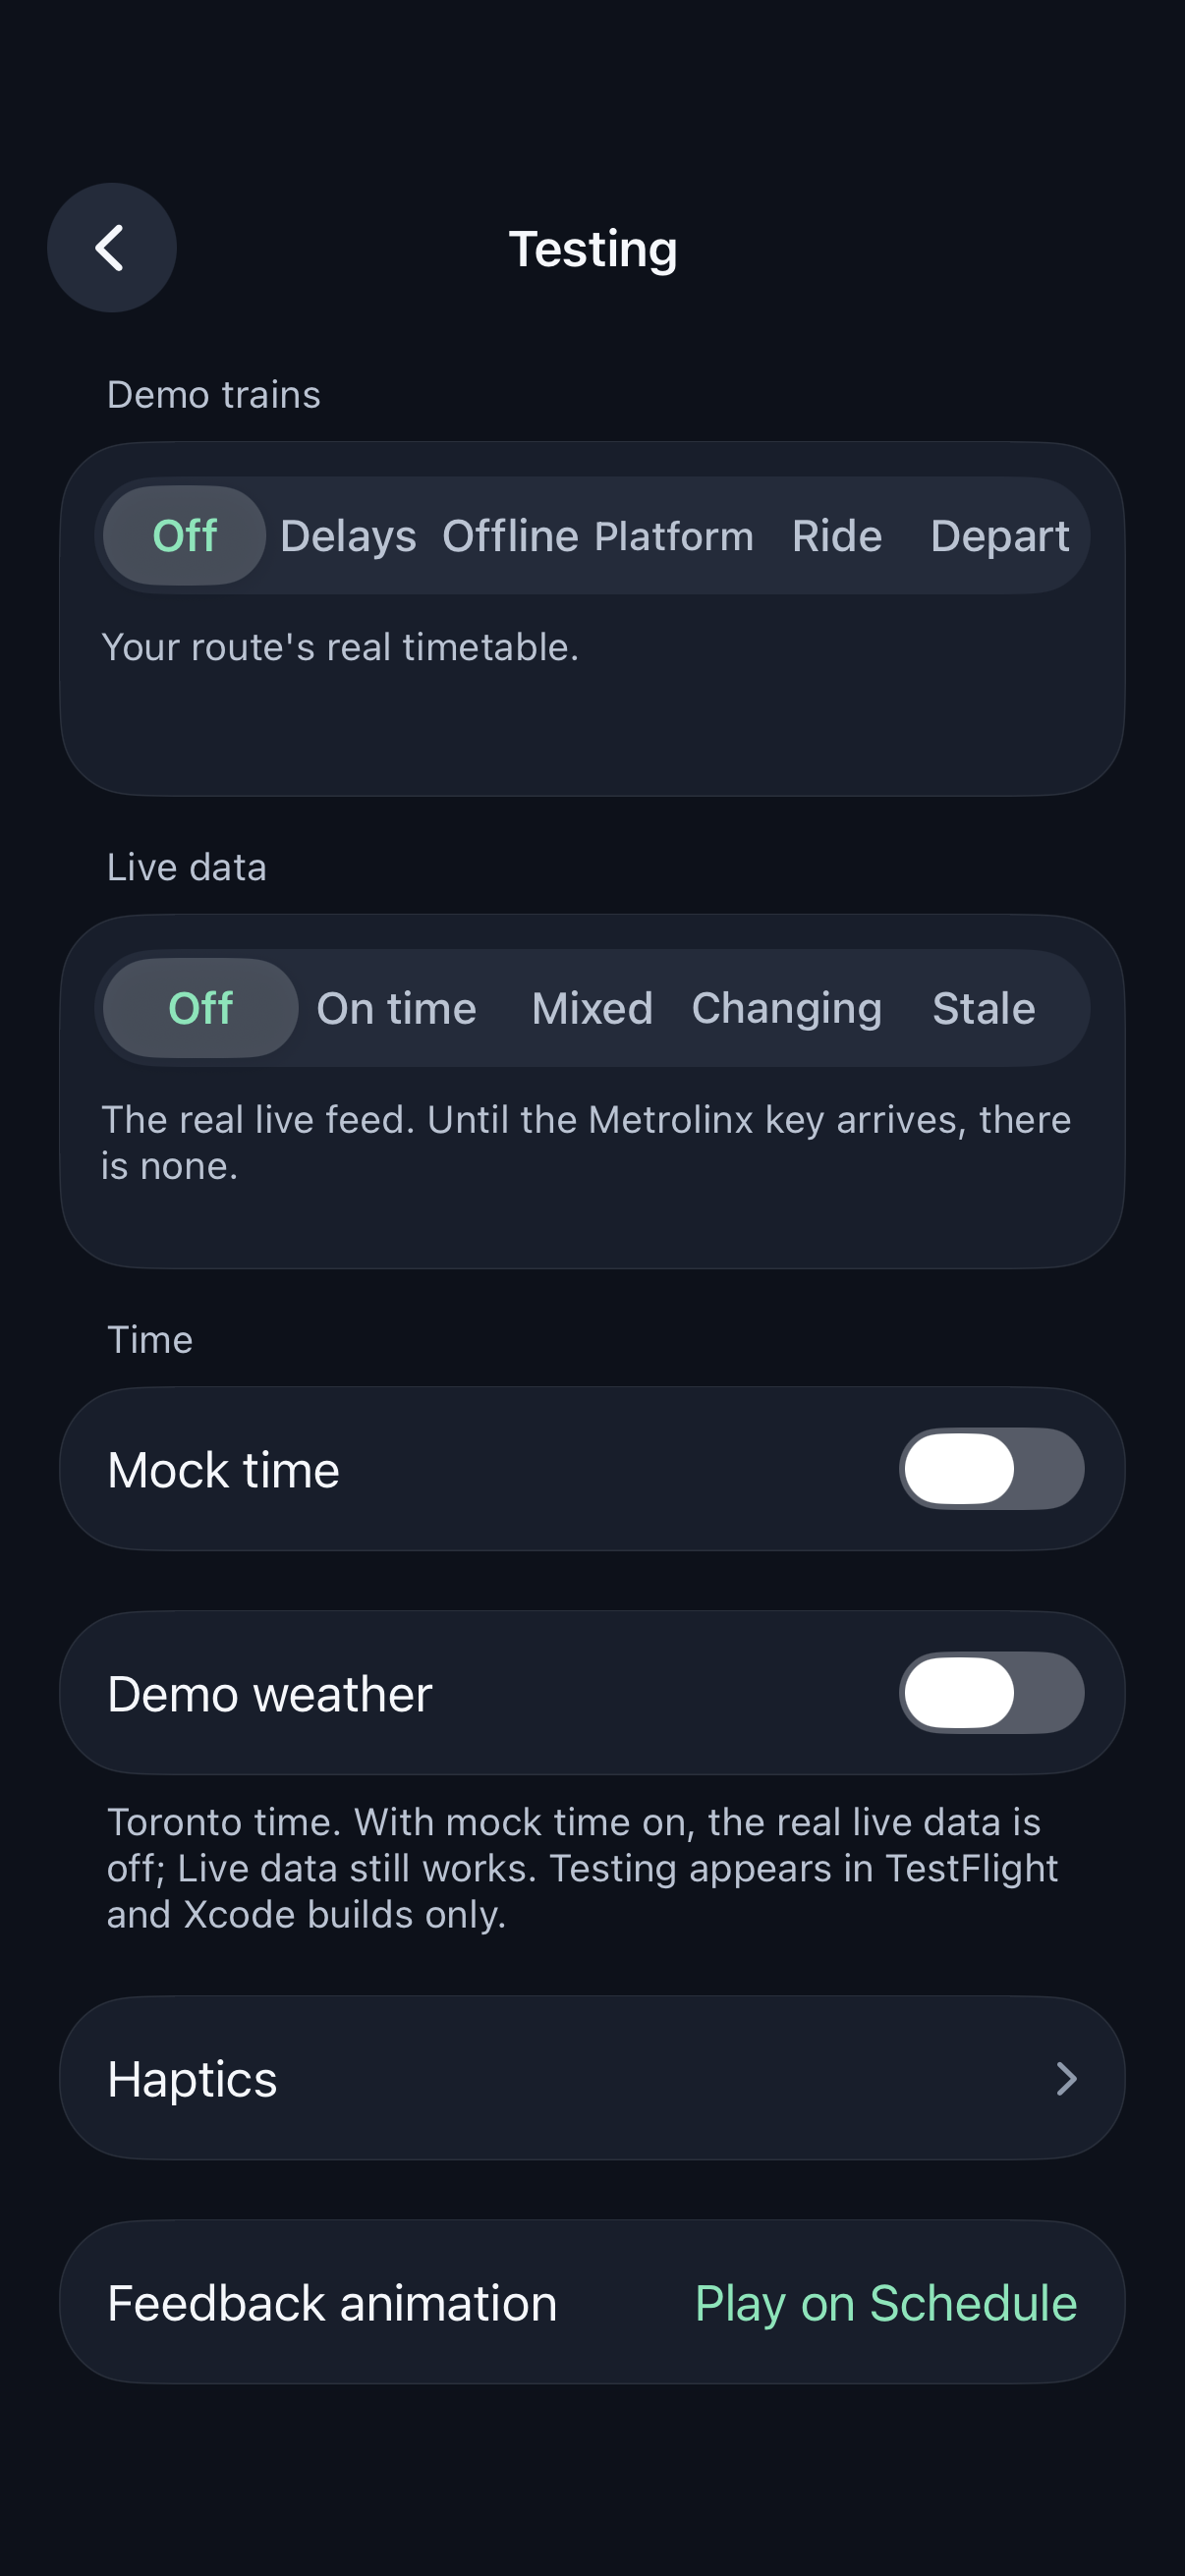 Testing
Demo trains
Off Delays Offline Platform Ride Depart
Your route's real timetable.
Live data
Off On time Mixed Changing Stale
The real live feed. Until the Metrolinx key arrives, there
is none.
Time
Mock time
Demo weather
Toronto time. With mock time on, the real live data is
off; Live data still works. Testing appears in TestFlight
and Xcode builds only.
Haptics
Feedback animation Play on Schedule